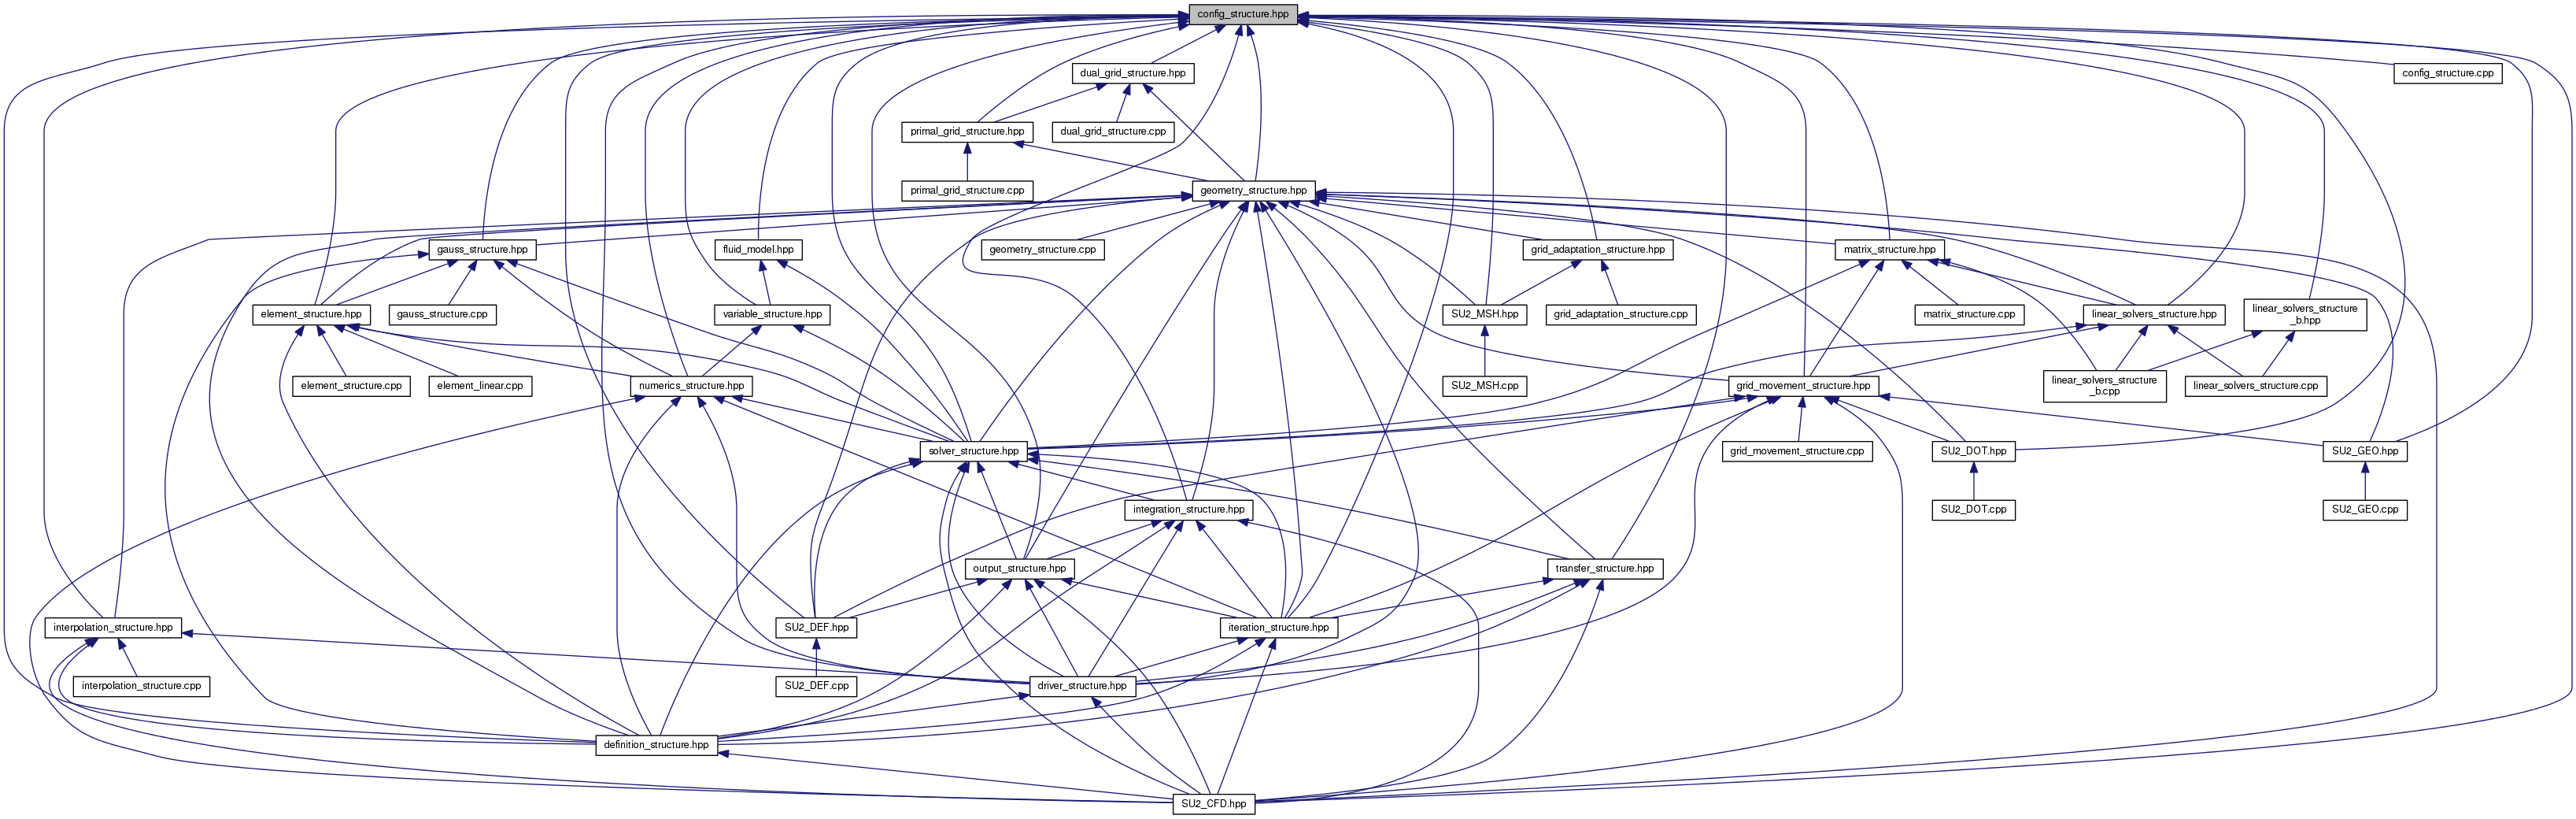 config_structure.hpp
dual_grid_structure.hpp
config_structure.cpp
primal_grid_structure.hpp
dual_grid_structure.cpp
primal_grid_structure.cpp
geometry_structure.hpp
gauss_structure.hpp
fluid_model.hpp
geometry_structure.cpp
grid_adaptation_structure.hpp
matrix_structure.hpp
element_structure.hpp
gauss_structure.cpp
variable_structure.hpp
SU2_MSH.hpp
grid_adaptation_structure.cpp
matrix_structure.cpp
linear_solvers_structure.hpp
linear_solvers_structure
_b.hpp
element_structure.cpp
element_linear.cpp
numerics_structure.hpp
SU2_MSH.cpp
grid_movement_structure.hpp
linear_solvers_structure
_b.cpp
linear_solvers_structure.cpp
solver_structure.hpp
grid_movement_structure.cpp
SU2_DOT.hpp
SU2_GEO.hpp
integration_structure.hpp
SU2_DOT.cpp
SU2_GEO.cpp
output_structure.hpp
transfer_structure.hpp
interpolation_structure.hpp
SU2_DEF.hpp
iteration_structure.hpp
interpolation_structure.cpp
SU2_DEF.cpp
driver_structure.hpp
definition_structure.hpp
SU2_CFD.hpp